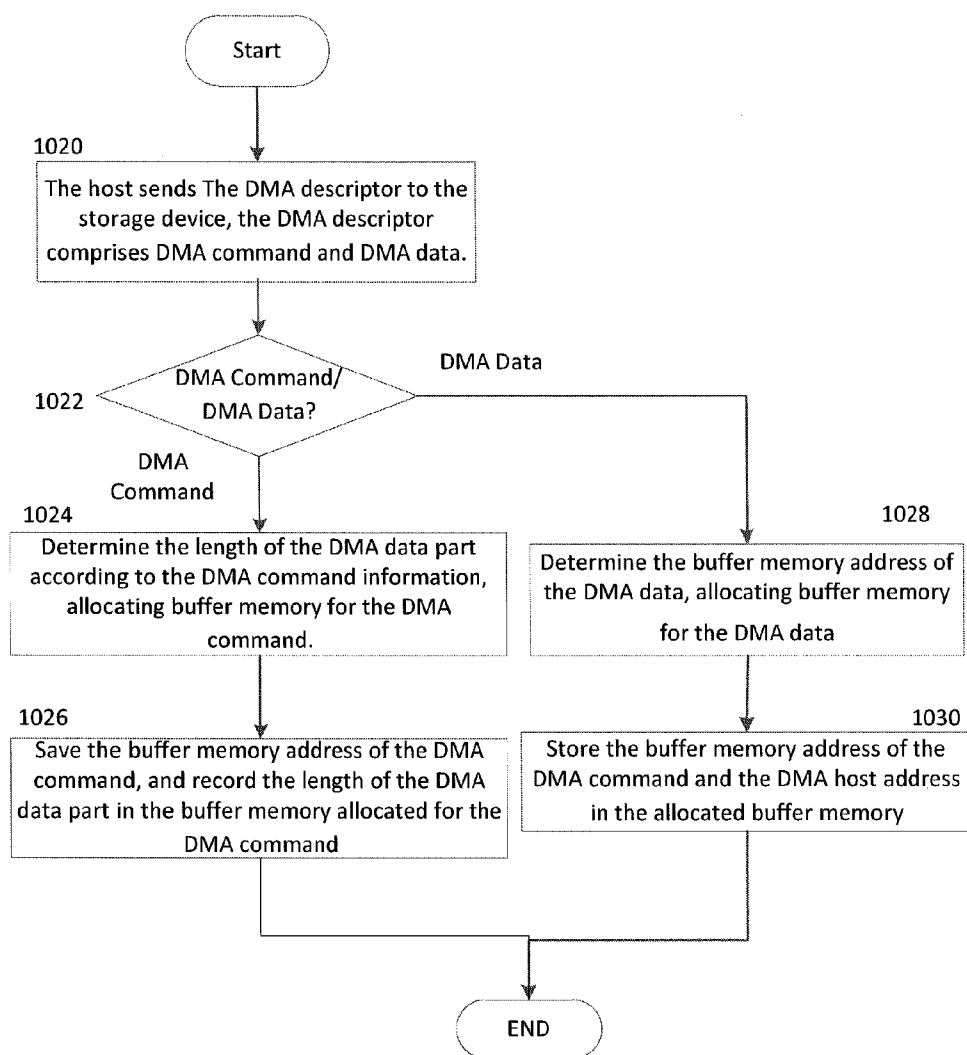 Start
1020
The host sends The DMA descriptor to the
storage device, the DMA descriptor
comprises DMA command and DMA data.
1022
DMA Command/
DMA Data?
DMA Data
DMA
Command
1024
Determine the length of the DMA data part
according to the DMA command information,
allocating buffer memory for the DMA
command.
1028
Determine the buffer memory address of
the DMA data, allocating buffer memory
for the DMA data
1026
Save the buffer memory address of the DMA
command, and record the length of the DMA
data part in the buffer memory allocated for the
DMA command
1030
Store the buffer memory address of the
DMA command and the DMA host address
in the allocated buffer memory
END